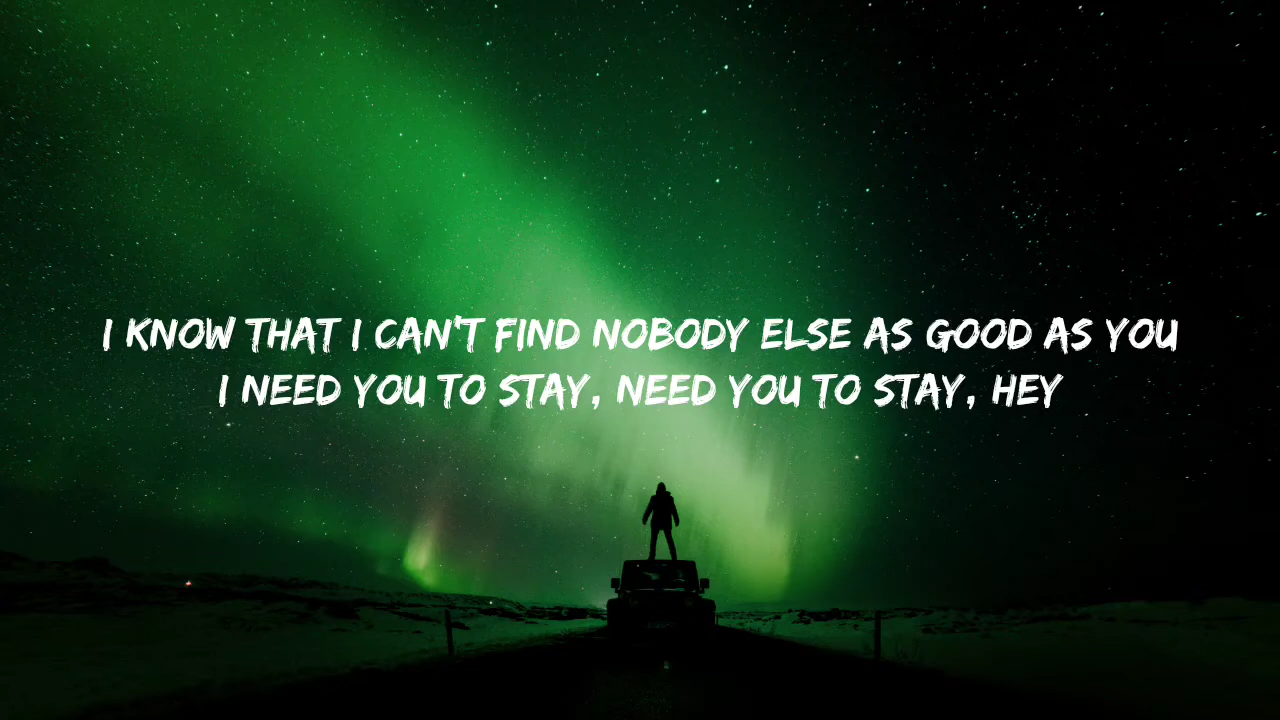 I KNOW THAT I CAN'T FIND NOBODY ELSE AS GOOD AS YOU
I NEED YOU TO STAY, NEED YOU TO STAY, HEY